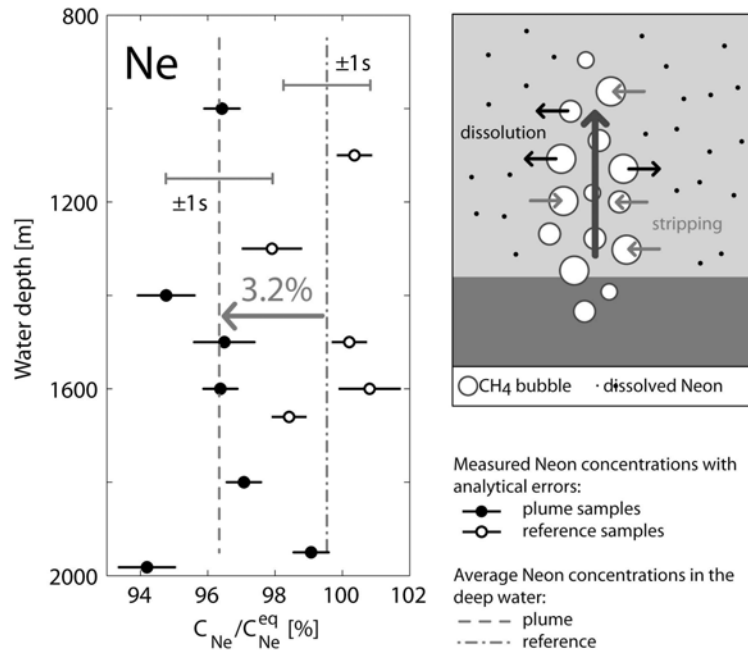 Ne
800
1200
1600
2000
Water depth [m]
±1s
±1s
3.2%
94
96
98
100
102
C_Ne/C_Ne^eq [%]
dissolution
stripping
CH4 bubble
dissolved Neon
Measured Neon concentrations with
analytical errors:
plume samples
reference samples
Average Neon concentrations in the
deep water:
plume
reference